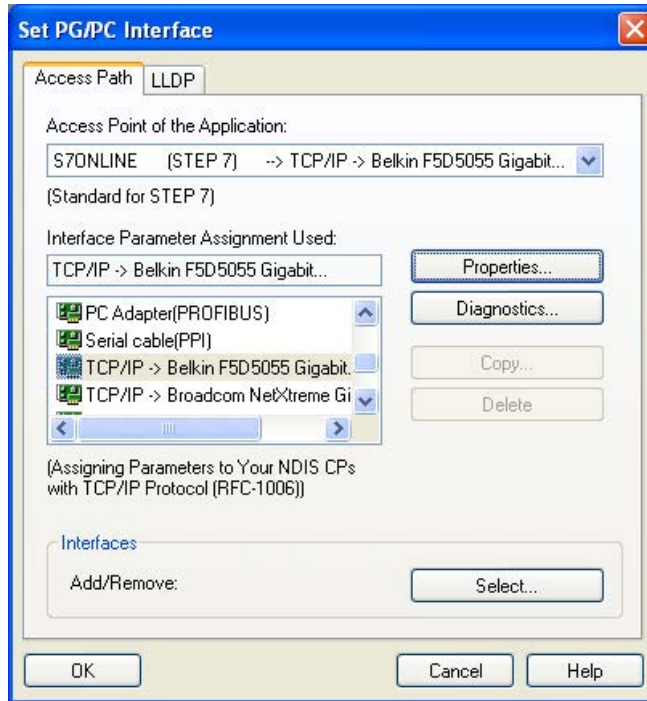 Set PG/PC Interface
Access Path LLDP
Access Point of the Application:
S7ONLINE (STEP 7) --> TCP/IP -> Belkin F5D5055 Gigabit...
(Standard for STEP 7)
Interface Parameter Assignment Used:
TCP/IP -> Belkin F5D5055 Gigabit...
Properties...
PC Adapter(PROFIBUS)
Diagnostics...
Serial cable(PPI)
TCP/IP -> Belkin F5D5055 Gigabit.
Copy...
TCP/IP -> Broadcom NetXtreme Gi
Delete
(Assigning Parameters to Your NDIS CPs
with TCP/IP Protocol (RFC-1006))
Interfaces
Add/Remove:
Select...
OK Cancel Help